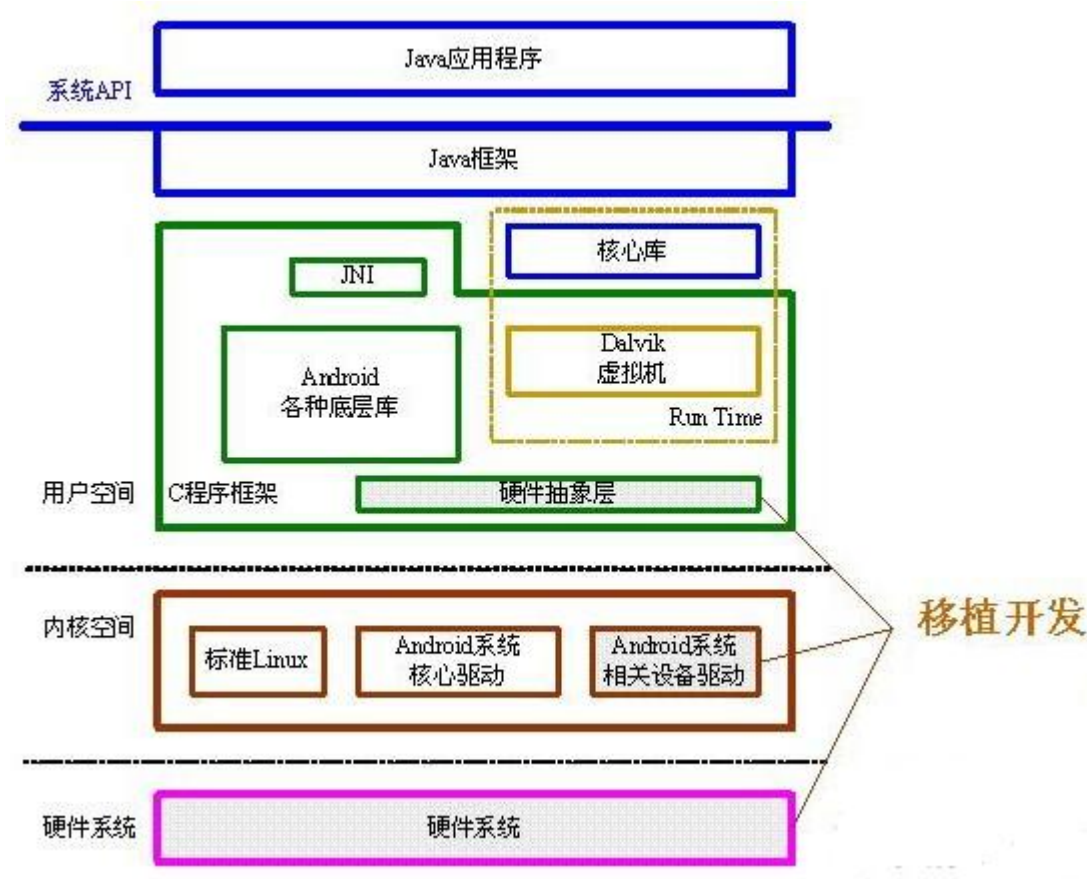 Java应用程序
系统API
Java框架
核心库
JNI
Dalvik
虚拟机
Android
各种底层库
Run Time
用户空间
C程序框架
硬件抽象层
移植开发
内核空间
标准Linux
Android系统
核心驱动
Android系统
相关设备驱动
硬件系统
硬件系统